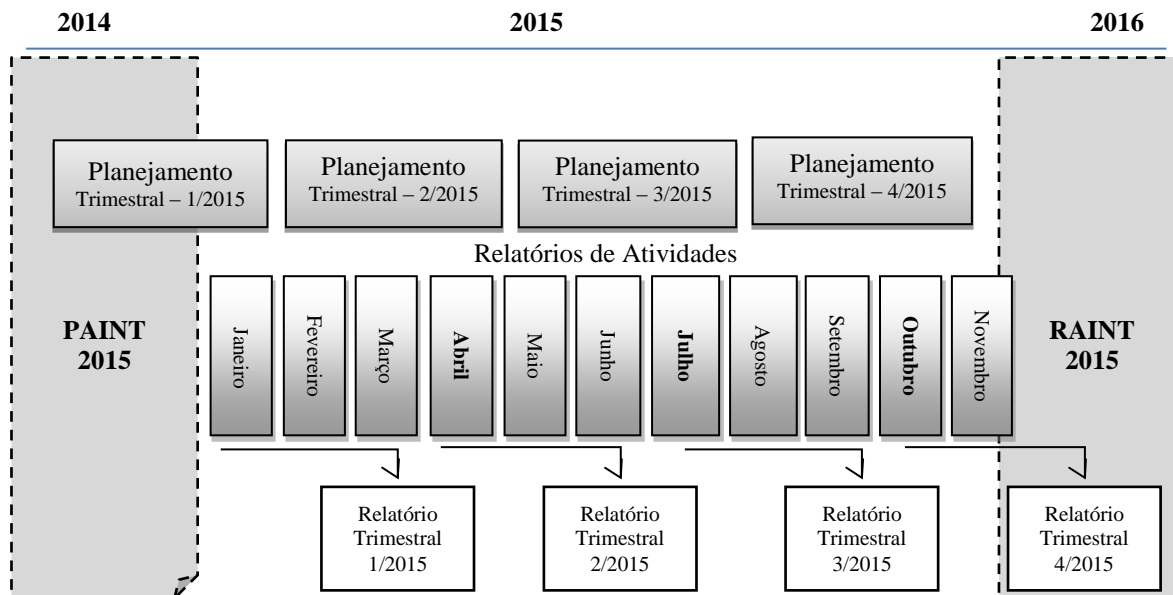 2014
2015
2016
Planejamento
Trimestral – 1/2015
Planejamento
Trimestral – 2/2015
Planejamento
Trimestral – 3/2015
Planejamento
Trimestral – 4/2015
Relatórios de Atividades
PAINT
2015
Janeiro
Fevereiro
Março
Abril
Maio
Junho
Julho
Agosto
Setembro
Outubro
Novembro
RAINT
2015
Relatório
Trimestral
1/2015
Relatório
Trimestral
2/2015
Relatório
Trimestral
3/2015
Relatório
Trimestral
4/2015